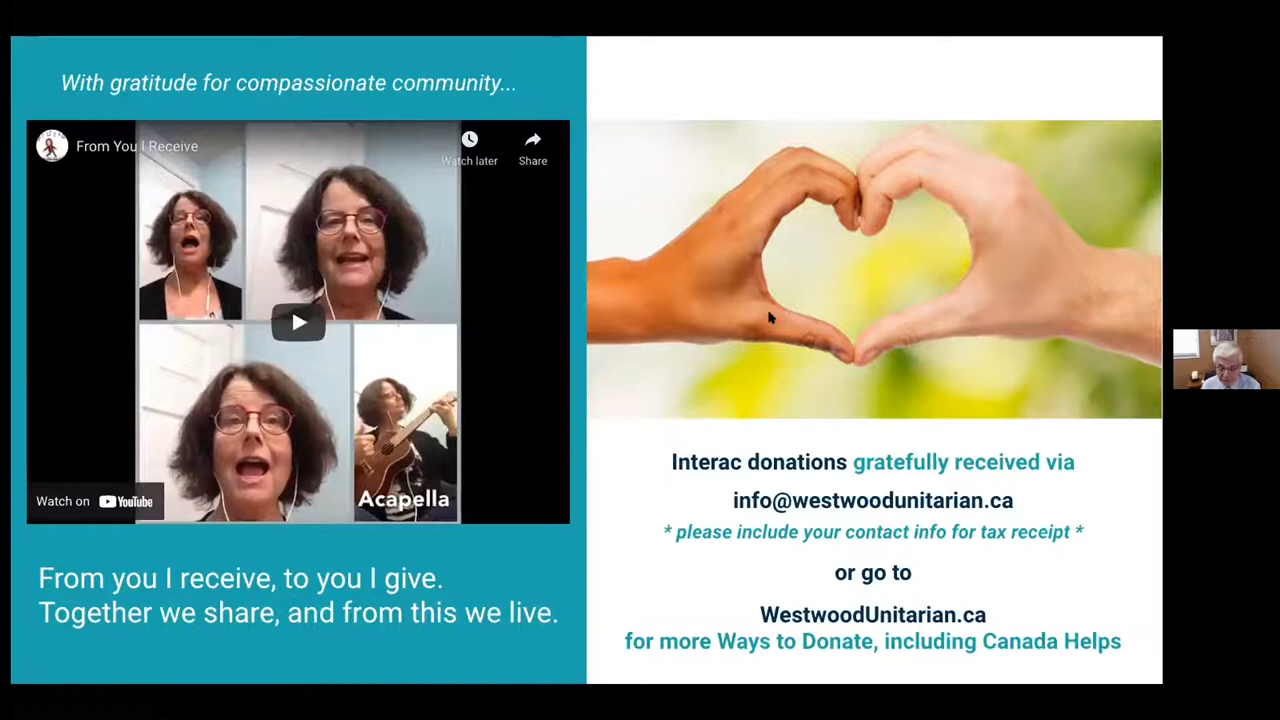 With gratitude for compassionate community...
From You I Receive
Watch later
Share
Acapella
Watch on YouTube
From you I receive, to you I give.
Together we share, and from this we live.
Interac donations gratefully received via
info@westwoodunitarian.ca
* please include your contact info for tax receipt *
or go to
WestwoodUnitarian.ca
for more Ways to Donate, including Canada Helps